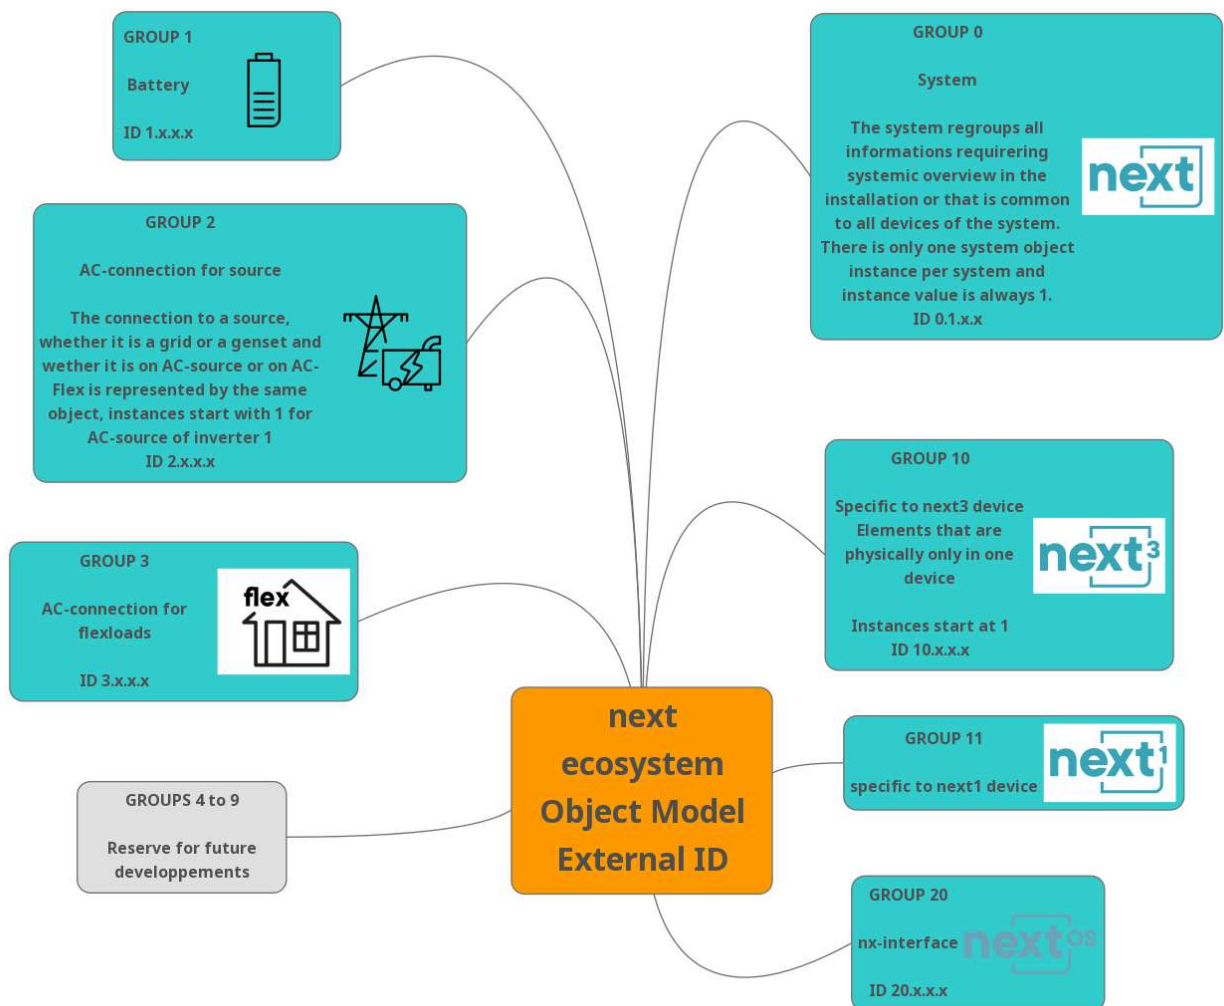 GROUP 1
Battery
ID 1.x.x.x
GROUP 2
AC-connection for source
The connection to a source,
whether it is a grid or a genset and
wether it is on AC-source or on AC-
Flex is represented by the same
object, instances start with 1 for
AC-source of inverter 1
ID 2.x.x.x
GROUP 3
AC-connection for
flexloads
ID 3.x.x.x
flex
GROUPS 4 to 9
Reserve for future
developpements
next
ecosystem
Object Model
External ID
GROUP 0
System
The system regroups all
informations requirering
systemic overview in the
installation or that is common
to all devices of the system.
There is only one system object
instance per system and
instance value is always 1.
ID 0.1.x.x
next
GROUP 10
Specific to next3 device
Elements that are
physically only in one
device
Instances start at 1
ID 10.x.x.x
next3
GROUP 11
specific to next1 device
next1
GROUP 20
nx-interface
ID 20.x.x.x
nextOS